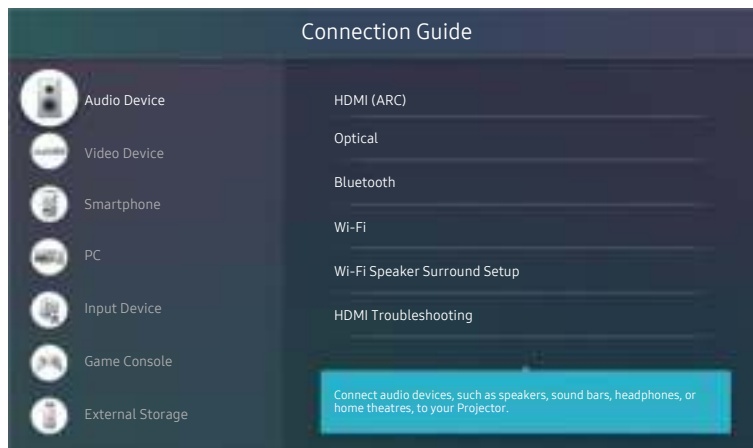 Connection Guide
Audio Device
Video Device
Smartphone
PC
Input Device
Game Console
External Storage
HDMI (ARC)
Optical
Bluetooth
Wi-Fi
Wi-Fi Speaker Surround Setup
HDMI Troubleshooting
Connect audio devices, such as speakers, sound bars, headphones, or
home theatres, to your Projector.